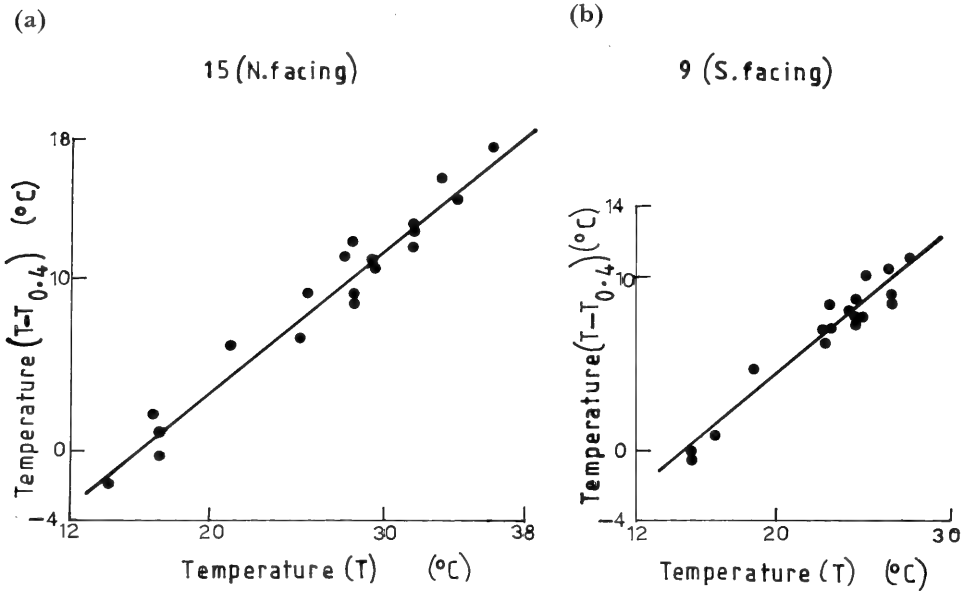 (a)
15 (N.facing)
18
10
0
-4
12
20
30
38
Temperature (T-T0.4) (°C)
Temperature (T) (°C)
(b)
9 (S.facing)
14
10
0
-4
12
20
30
Temperature (T-T0.4) (°C)
Temperature (T) (°C)